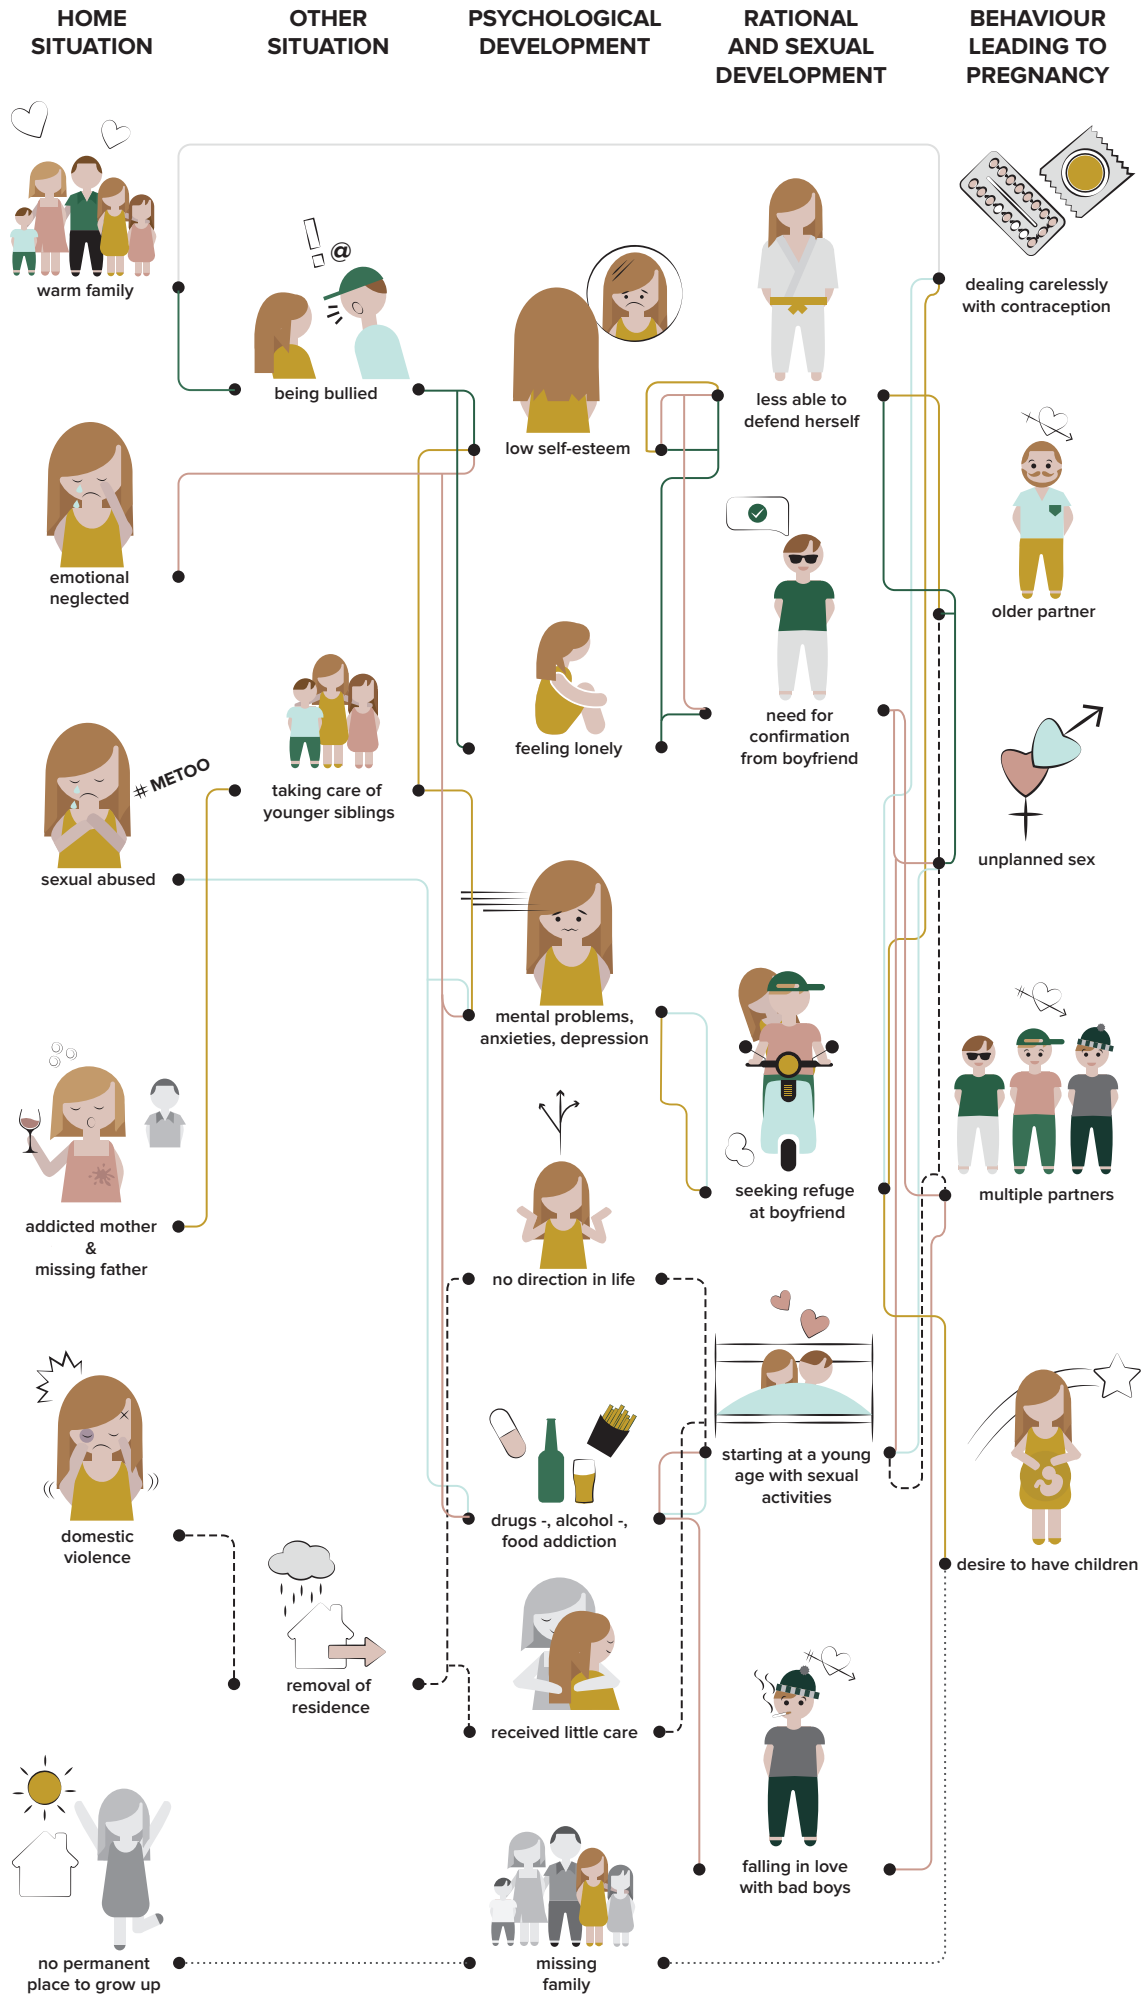 HOME
SITUATION
OTHER
SITUATION
PSYCHOLOGICAL
DEVELOPMENT
RATIONAL
AND SEXUAL
DEVELOPMENT
BEHAVIOUR
LEADING TO
PREGNANCY
warm family
!@
being bullied
low self-esteem
less able to
defend herself
dealing carelessly
with contraception
emotional
neglected
older partner
# METOO
sexual abused
taking care of
younger siblings
feeling lonely
need for
confirmation
from boyfriend
unplanned sex
mental problems,
anxieties, depression
seeking refuge
at boyfriend
multiple partners
addicted mother
&
missing father
no direction in life
starting at a young
age with sexual
activities
drugs -, alcohol -,
food addiction
domestic
violence
desire to have children
removal of
residence
received little care
falling in love
with bad boys
no permanent
place to grow up
missing
family